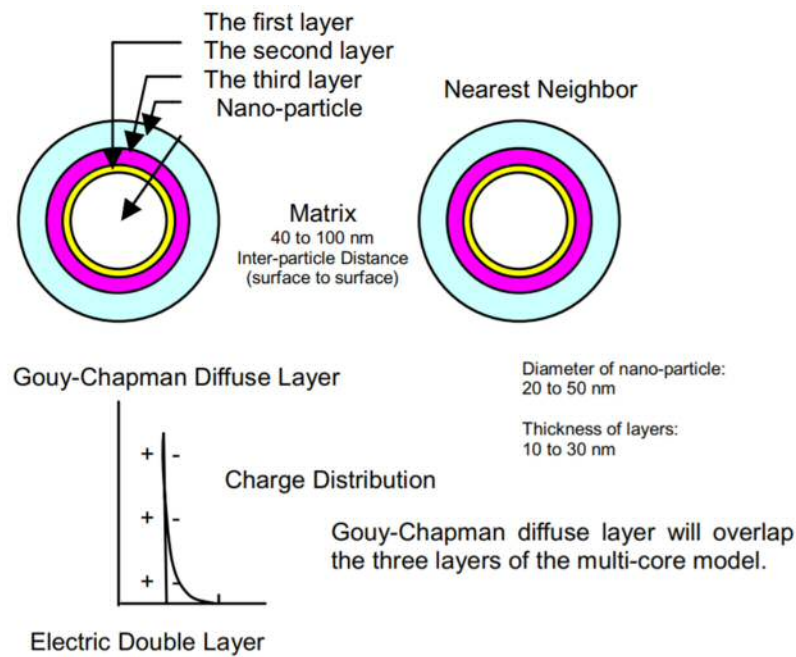 The first layer
The second layer
The third layer
Nano-particle
Nearest Neighbor
Matrix
40 to 100 nm
Inter-particle Distance
(surface to surface)
Gouy-Chapman Diffuse Layer
Diameter of nano-particle:
20 to 50 nm
Thickness of layers:
10 to 30 nm
+ -
Charge Distribution
+ -
Gouy-Chapman diffuse layer will overlap
the three layers of the multi-core model.
+ -
Electric Double Layer